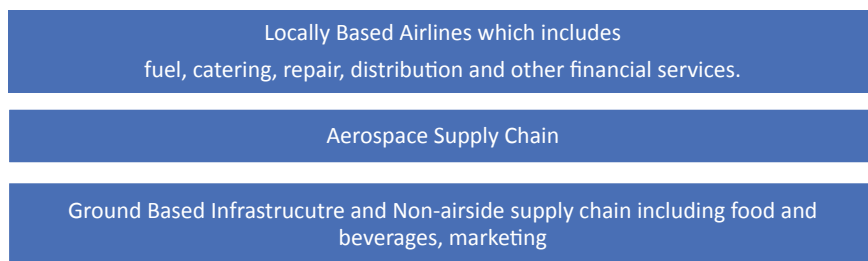 Locally Based Airlines which includes
fuel, catering, repair, distribution and other financial services.
Aerospace Supply Chain
Ground Based Infrastrucutre and Non-airside supply chain including food and
beverages, marketing